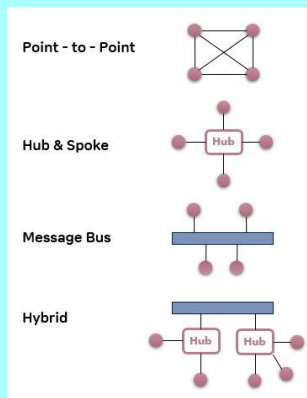 Point - to - Point
Hub & Spoke
Hub
Message Bus
Hybrid
Hub Hub